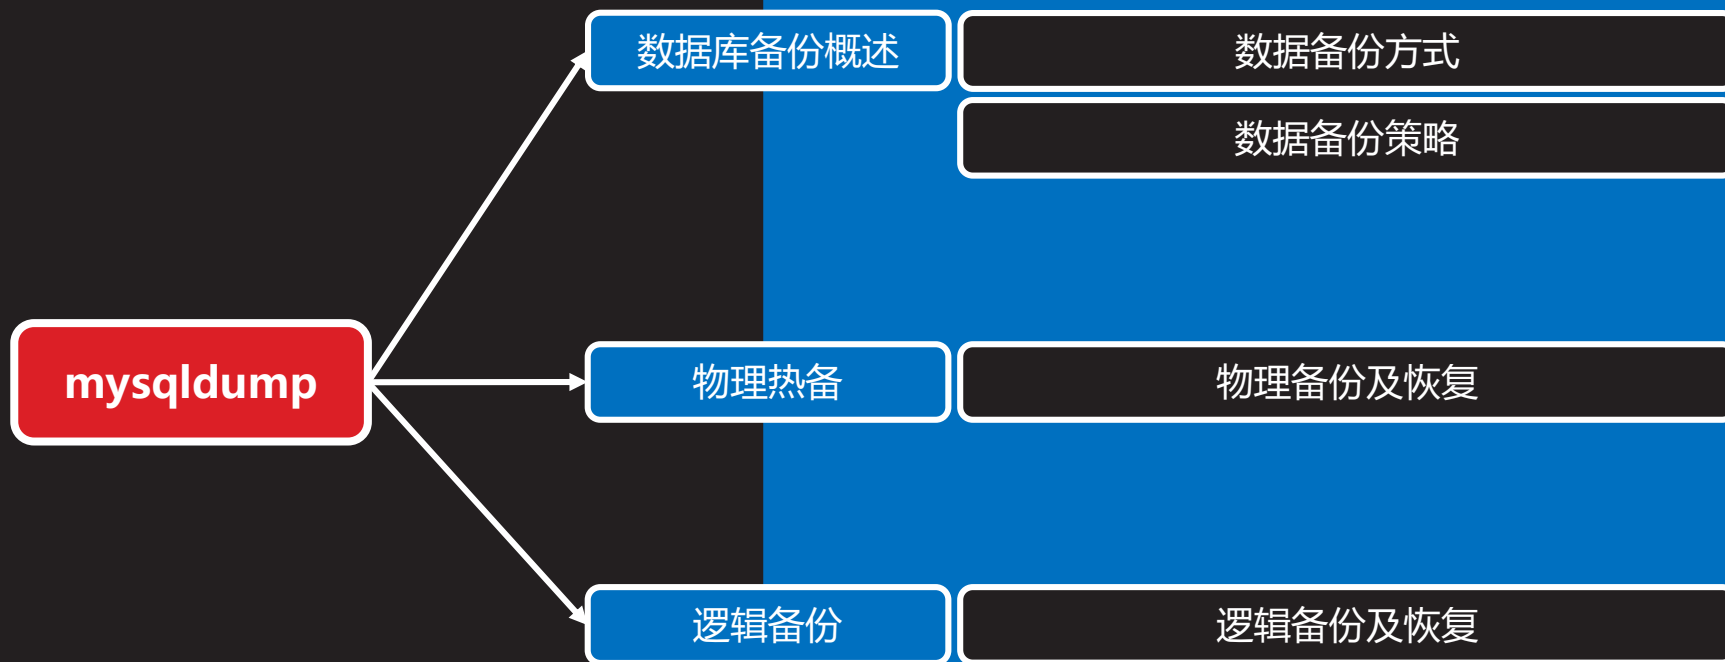 数据库备份概述
数据备份方式
数据备份策略
mysqldump
物理热备
物理备份及恢复
逻辑备份
逻辑备份及恢复